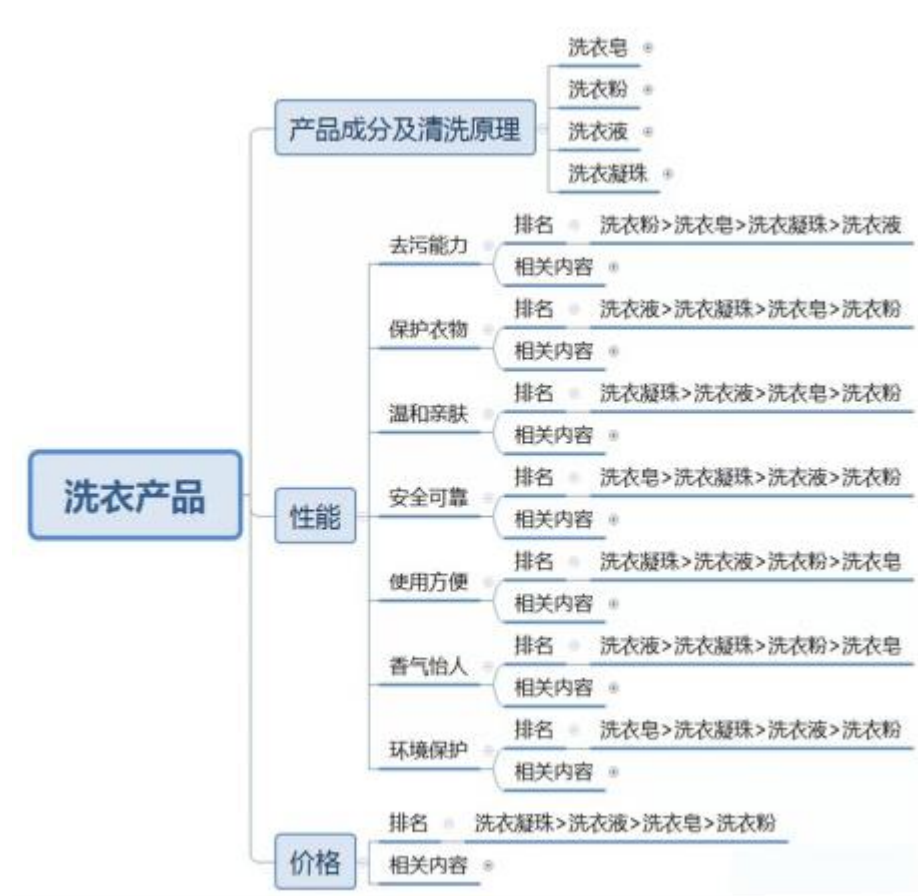 洗衣产品
产品成分及清洗原理
洗衣皂
洗衣粉
洗衣液
洗衣凝珠
性能
去污能力
排名 洗衣粉>洗衣皂>洗衣凝珠>洗衣液
相关内容
保护衣物
排名 洗衣液>洗衣凝珠>洗衣皂>洗衣粉
相关内容
温和亲肤
排名 洗衣凝珠>洗衣液>洗衣皂>洗衣粉
相关内容
安全可靠
排名 洗衣皂>洗衣凝珠>洗衣液>洗衣粉
相关内容
使用方便
排名 洗衣凝珠>洗衣液>洗衣粉>洗衣皂
相关内容
香气怡人
排名 洗衣液>洗衣凝珠>洗衣粉>洗衣皂
相关内容
环境保护
排名 洗衣皂>洗衣凝珠>洗衣液>洗衣粉
相关内容
价格
排名 洗衣凝珠>洗衣液>洗衣皂>洗衣粉
相关内容